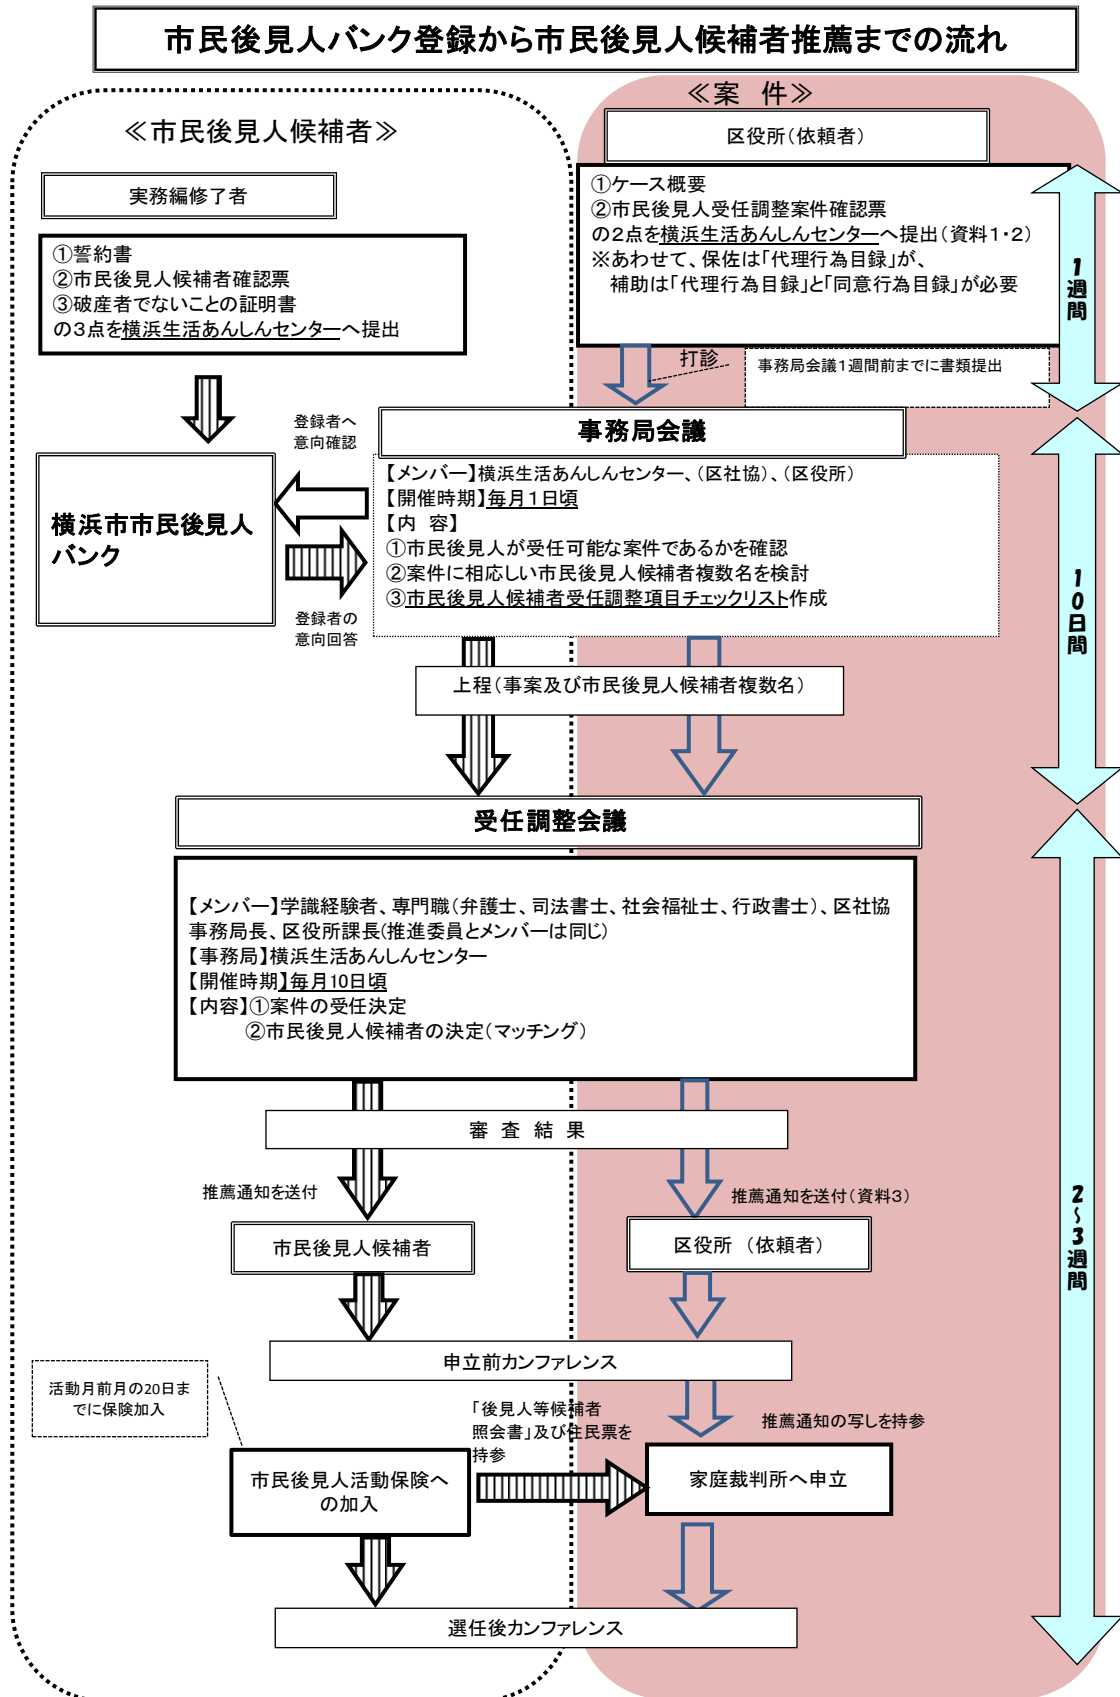 市民後見人バンク登録から市民後見人候補者推薦までの流れ
≪市民後見人候補者≫
実務編修了者
①誓約書
②市民後見人候補者確認票
③破産者でないことの証明書
の3点を横浜生活あんしんセンターへ提出
≪案 件≫
区役所(依頼者)
①ケース概要
②市民後見人受任調整案件確認票
の2点を横浜生活あんしんセンターへ提出(資料1・2)
※あわせて、保佐は「代理行為目録」が、
補助は「代理行為目録」と「同意行為目録」が必要
打診
事務局会議1週間前までに書類提出
1週間
登録者へ
意向確認
横浜市市民後見人
バンク
登録者の
意向回答
事務局会議
【メンバー】横浜生活あんしんセンター、(区社協)、(区役所)
【開催時期】毎月1日頃
【内 容】
①市民後見人が受任可能な案件であるかを確認
②案件に相応しい市民後見人候補者複数名を検討
③市民後見人候補者受任調整項目チェックリスト作成
10日間
上程(事案及び市民後見人候補者複数名)
受任調整会議
【メンバー】学識経験者、専門職(弁護士、司法書士、社会福祉士、行政書士)、区社協
事務局長、区役所課長(推進委員とメンバーは同じ)
【事務局】横浜生活あんしんセンター
【開催時期】毎月10日頃
【内容】①案件の受任決定
②市民後見人候補者の決定(マッチング)
審 査 結 果
推薦通知を送付
推薦通知を送付(資料3)
市民後見人候補者
区役所 (依頼者)
2~3週間
申立前カンファレンス
活動月前月の20日ま
でに保険加入
「後見人等候補者
照会書」及び住民票を
持参
推薦通知の写しを持参
市民後見人活動保険へ
の加入
家庭裁判所へ申立
選任後カンファレンス